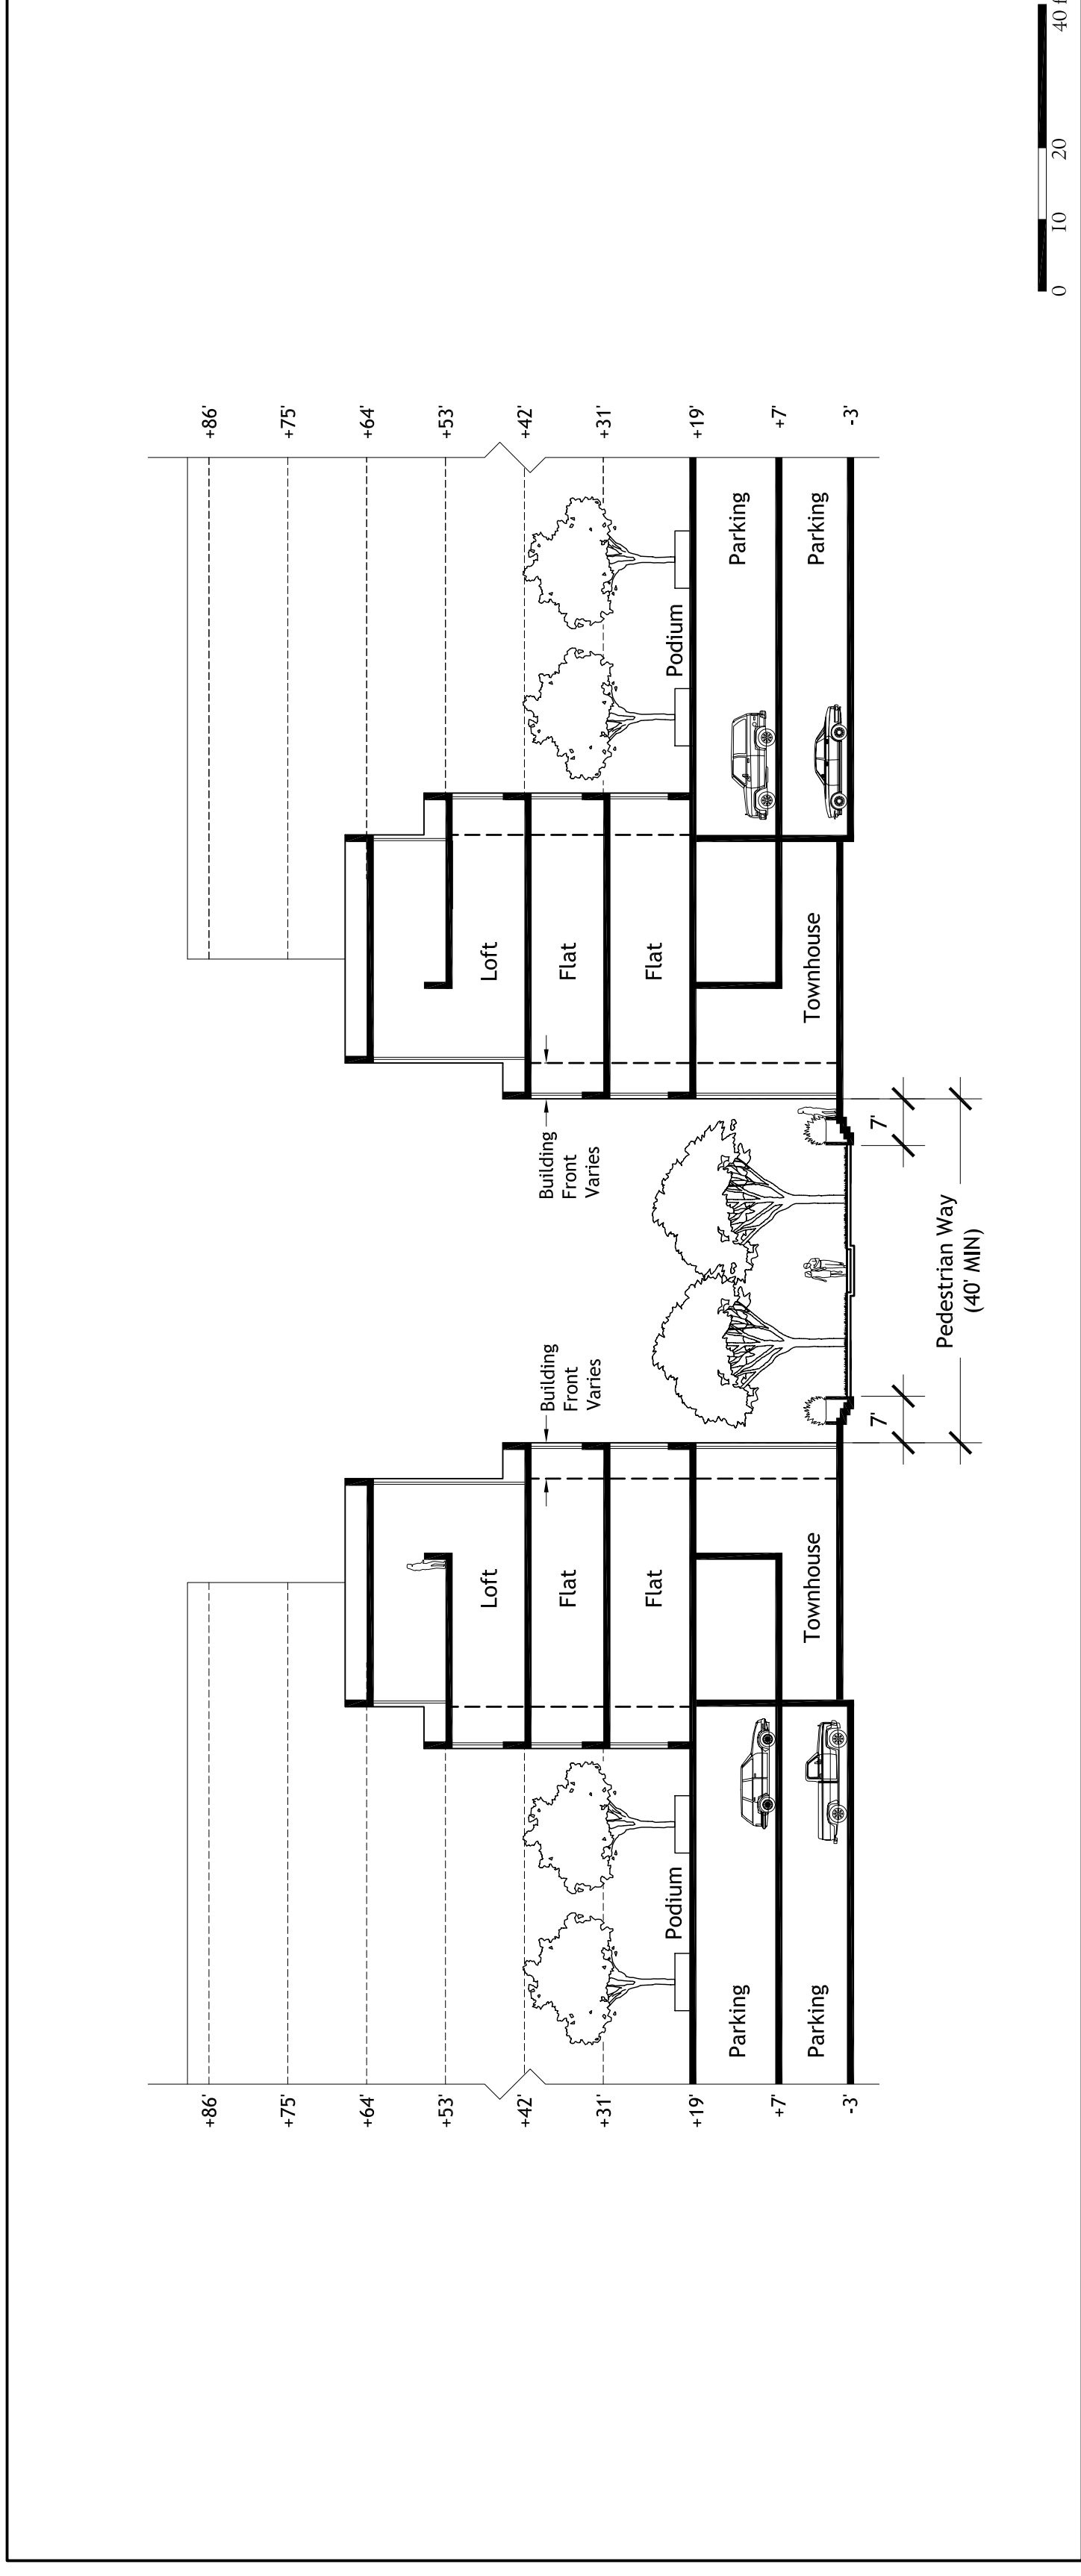 +86' +86'
+75' +75'
+64' +64'
+53' +53'
Loft Loft
+42' +42'
Building
Front
Varies
Building
Front
Varies
Flat Flat
+31' +31'
Flat Flat
Podium Podium
+19' +19'
Parking Parking
+7' +7'
Parking Townhouse Townhouse Parking
-3' -3'
7' 7'
Pedestrian Way
(40' MIN)
0 10 20 40 f